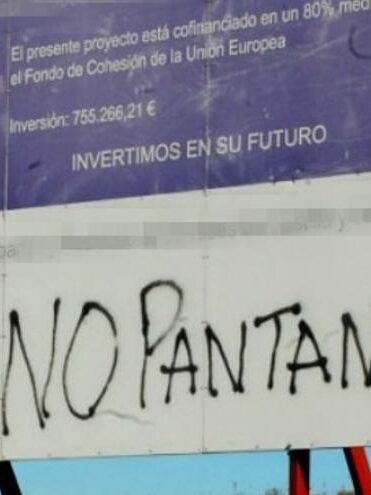 El presente proyecto está cofinanciado en un 80% med
el Fondo de Cohesión de la Unión Europea
Inversión: 755.266,21 €
INVERTIMOS EN SU FUTURO
NO PANTAN